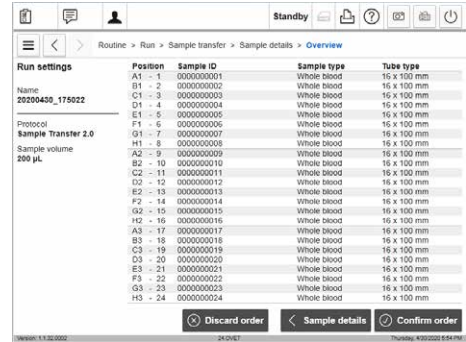 Standby
Routine > Run > Sample transfer > Sample details > Overview
Run settings
Name
20200430_175022
Protocol
Sample Transfer 2.0
Sample volume
200 µL
Position Sample ID Sample type Tube type
A1 - 1 0000000001 Whole blood 16 x 100 mm
B1 - 2 0000000002 Whole blood 16 x 100 mm
C1 - 3 0000000003 Whole blood 16 x 100 mm
D1 - 4 0000000004 Whole blood 16 x 100 mm
E1 - 5 0000000005 Whole blood 16 x 100 mm
F1 - 6 0000000006 Whole blood 16 x 100 mm
G1 - 7 0000000007 Whole blood 16 x 100 mm
H1 - 8 0000000008 Whole blood 16 x 100 mm
A2 - 9 0000000009 Whole blood 16 x 100 mm
B2 - 10 0000000010 Whole blood 16 x 100 mm
C2 - 11 0000000011 Whole blood 16 x 100 mm
D2 - 12 0000000012 Whole blood 16 x 100 mm
E2 - 13 0000000013 Whole blood 16 x 100 mm
F2 - 14 0000000014 Whole blood 16 x 100 mm
G2 - 15 0000000015 Whole blood 16 x 100 mm
H2 - 16 0000000016 Whole blood 16 x 100 mm
A3 - 17 0000000017 Whole blood 16 x 100 mm
B3 - 18 0000000018 Whole blood 16 x 100 mm
C3 - 19 0000000019 Whole blood 16 x 100 mm
D3 - 20 0000000020 Whole blood 16 x 100 mm
E3 - 21 0000000021 Whole blood 16 x 100 mm
F3 - 22 0000000022 Whole blood 16 x 100 mm
G3 - 23 0000000023 Whole blood 16 x 100 mm
H3 - 24 0000000024 Whole blood 16 x 100 mm
Discard order
Sample details
Confirm order
Version: 1.1.32.0002 24.DVET Thursday, 4/30/2020 5:54 PM